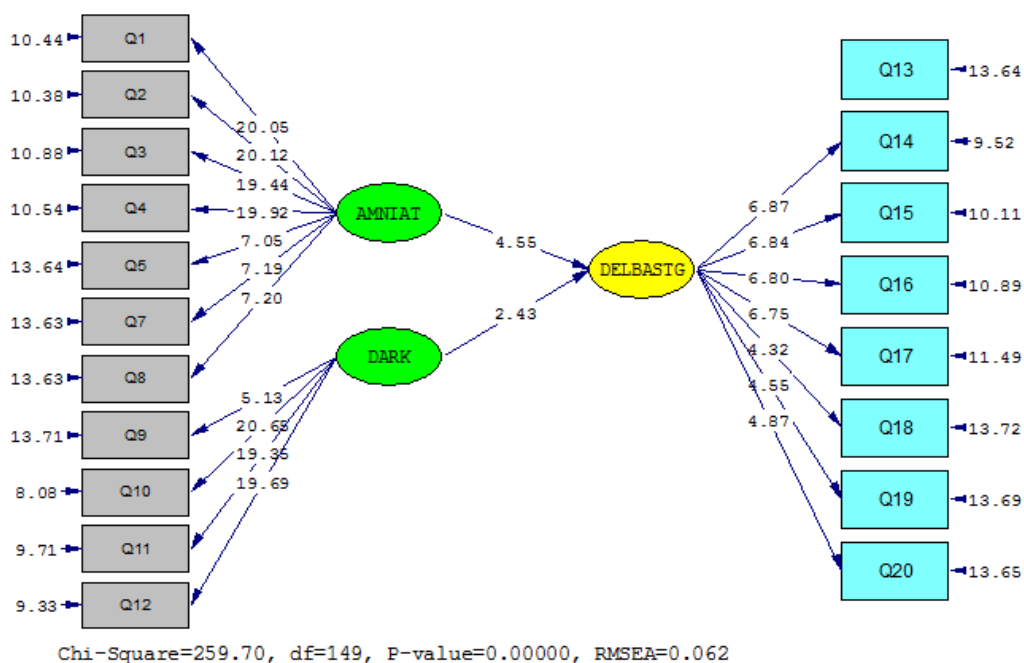 10.44
Q1
10.38
Q2
10.88
Q3
10.54
Q4
13.64
Q5
13.63
Q7
13.63
Q8
13.71
Q9
8.08
Q10
9.71
Q11
9.33
Q12
20.05
20.12
19.44
19.92
7.05
7.19
7.20
5.13
20.65
19.35
19.69
AMNIAT
DARK
4.55
2.43
DELBASTG
6.87
6.84
6.80
6.75
4.32
4.55
4.87
Q13
13.64
Q14
9.52
Q15
10.11
Q16
10.89
Q17
11.49
Q18
13.72
Q19
13.69
Q20
13.65
Chi-Square=259.70, df=149, P-value=0.00000, RMSEA=0.062